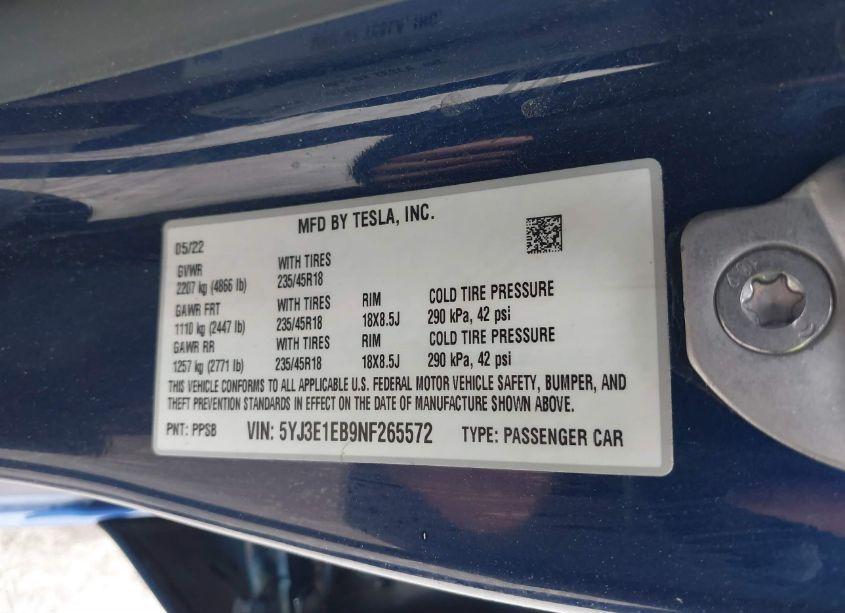 MFD BY TESLA, INC.
05/22
GVWR WITH TIRES
2207 kg (4866 lb) 235/45R18
GAWR FRT WITH TIRES RIM COLD TIRE PRESSURE
1110 kg (2447 lb) 235/45R18 18X8.5J 290 kPa, 42 psi
GAWR RR WITH TIRES RIM COLD TIRE PRESSURE
1257 kg (2771 lb) 235/45R18 18X8.5J 290 kPa, 42 psi
THIS VEHICLE CONFORMS TO ALL APPLICABLE U.S. FEDERAL MOTOR VEHICLE SAFETY, BUMPER, AND
THEFT PREVENTION STANDARDS IN EFFECT ON THE DATE OF MANUFACTURE SHOWN ABOVE.
PNT: PPSB VIN: 5YJ3E1EB9NF265572 TYPE: PASSENGER CAR